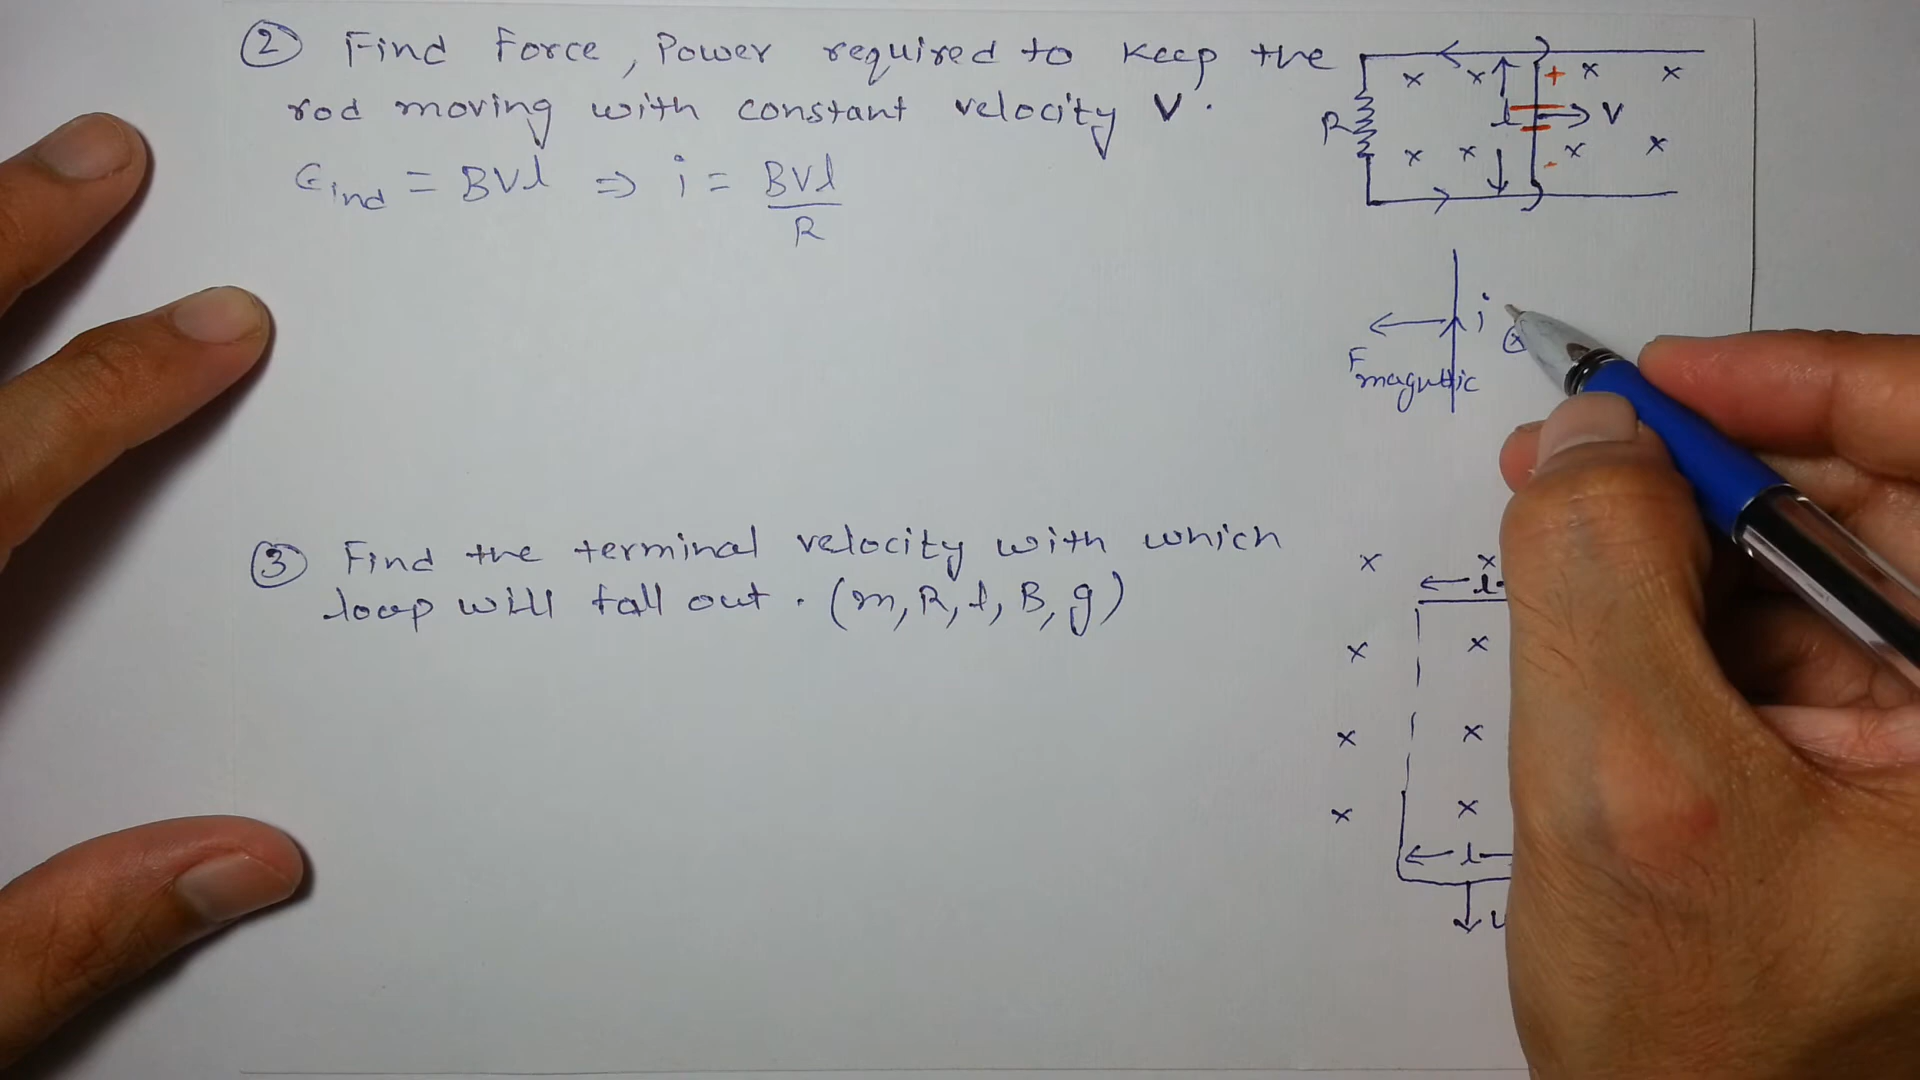 ② Find Force, Power required to keep the
rod moving with constant velocity V.
ϵind = BVl ⇒ i = BVl
R
R
x x + x x
l
V
x x - x x
i
x
F magnetic
③ Find the terminal velocity with which
loop will fall out. (m, R, l, B, g)
x x
l
x x
x x
x x
l